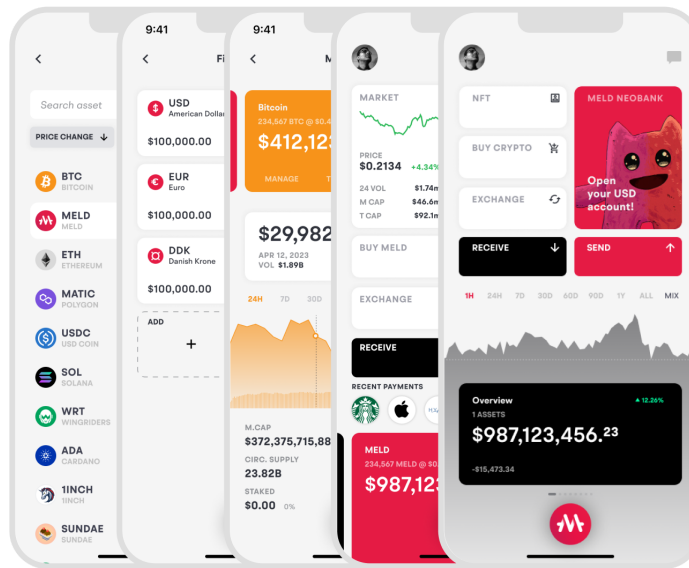 Search asset
PRICE CHANGE
BTC
BITCOIN
MELD
MELD
ETH
ETHEREUM
MATIC
POLYGON
USDC
USD COIN
SOL
SOLANA
WRT
WINGRIDERS
ADA
CARDANO
1INCH
1INCH
SUNDAE
SUNDAE
9:41
USD
American Dollar
$100,000.00
EUR
Euro
$100,000.00
DDK
Danish Krone
$100,000.00
ADD
+
9:41
Bitcoin
234,567 BTC @ $0.4
$412,123
MANAGE
$29,982
APR 12, 2023
VOL $1.89B
24H 7D 30D
M.CAP
$372,375,715,88
CIRC. SUPPLY
23.82B
STAKED
$0.00 0%
MARKET
PRICE
$0.2134 +4.34%
24 VOL $1.74m
M CAP $46.6m
T CAP $92.1m
BUY MELD
EXCHANGE
RECEIVE
RECENT PAYMENTS
MELD
234,567 MELD @ $0.
$987,123
NFT
BUY CRYPTO
EXCHANGE
MELD NEOBANK
Open
your USD
account!
RECEIVE
SEND
1H 24H 7D 30D 60D 90D 1Y ALL MIX
Overview ▲ 12.26%
1 ASSETS
$987,123,456.23
-$15,473.34